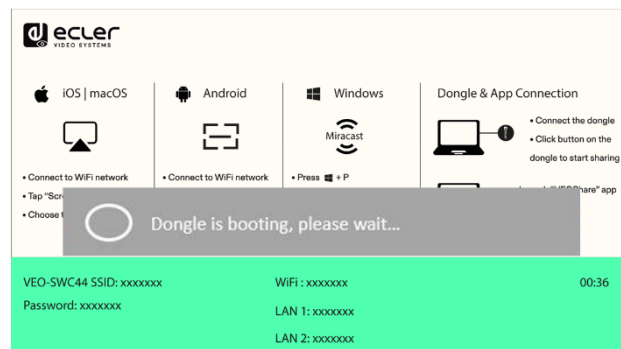 ecler
VIDEO SYSTEMS
iOS | macOS
Android
Windows
Dongle & App Connection
Miracast
• Connect the dongle
• Click button on the
dongle to start sharing
• Connect to WiFi network
• Connect to WiFi network
• Press + P
• Tap "Scr
• Choose
app
Dongle is booting, please wait...
VEO-SWC44 SSID: xxxxxxx
WiFi : xxxxxxx
00:36
Password: xxxxxxx
LAN 1: xxxxxxx
LAN 2: xxxxxxx